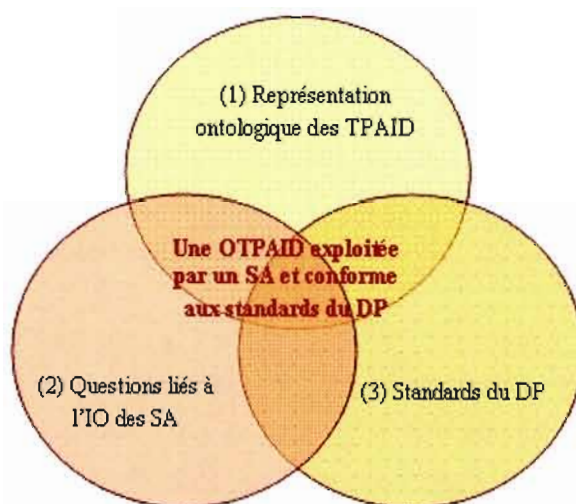 (1) Représentation
ontologique des TPAID
Une OTPAID exploitée
par un SA et conforme
aux standards du DP
(2) Questions liés à
l'IO des SA
(3) Standards du DP